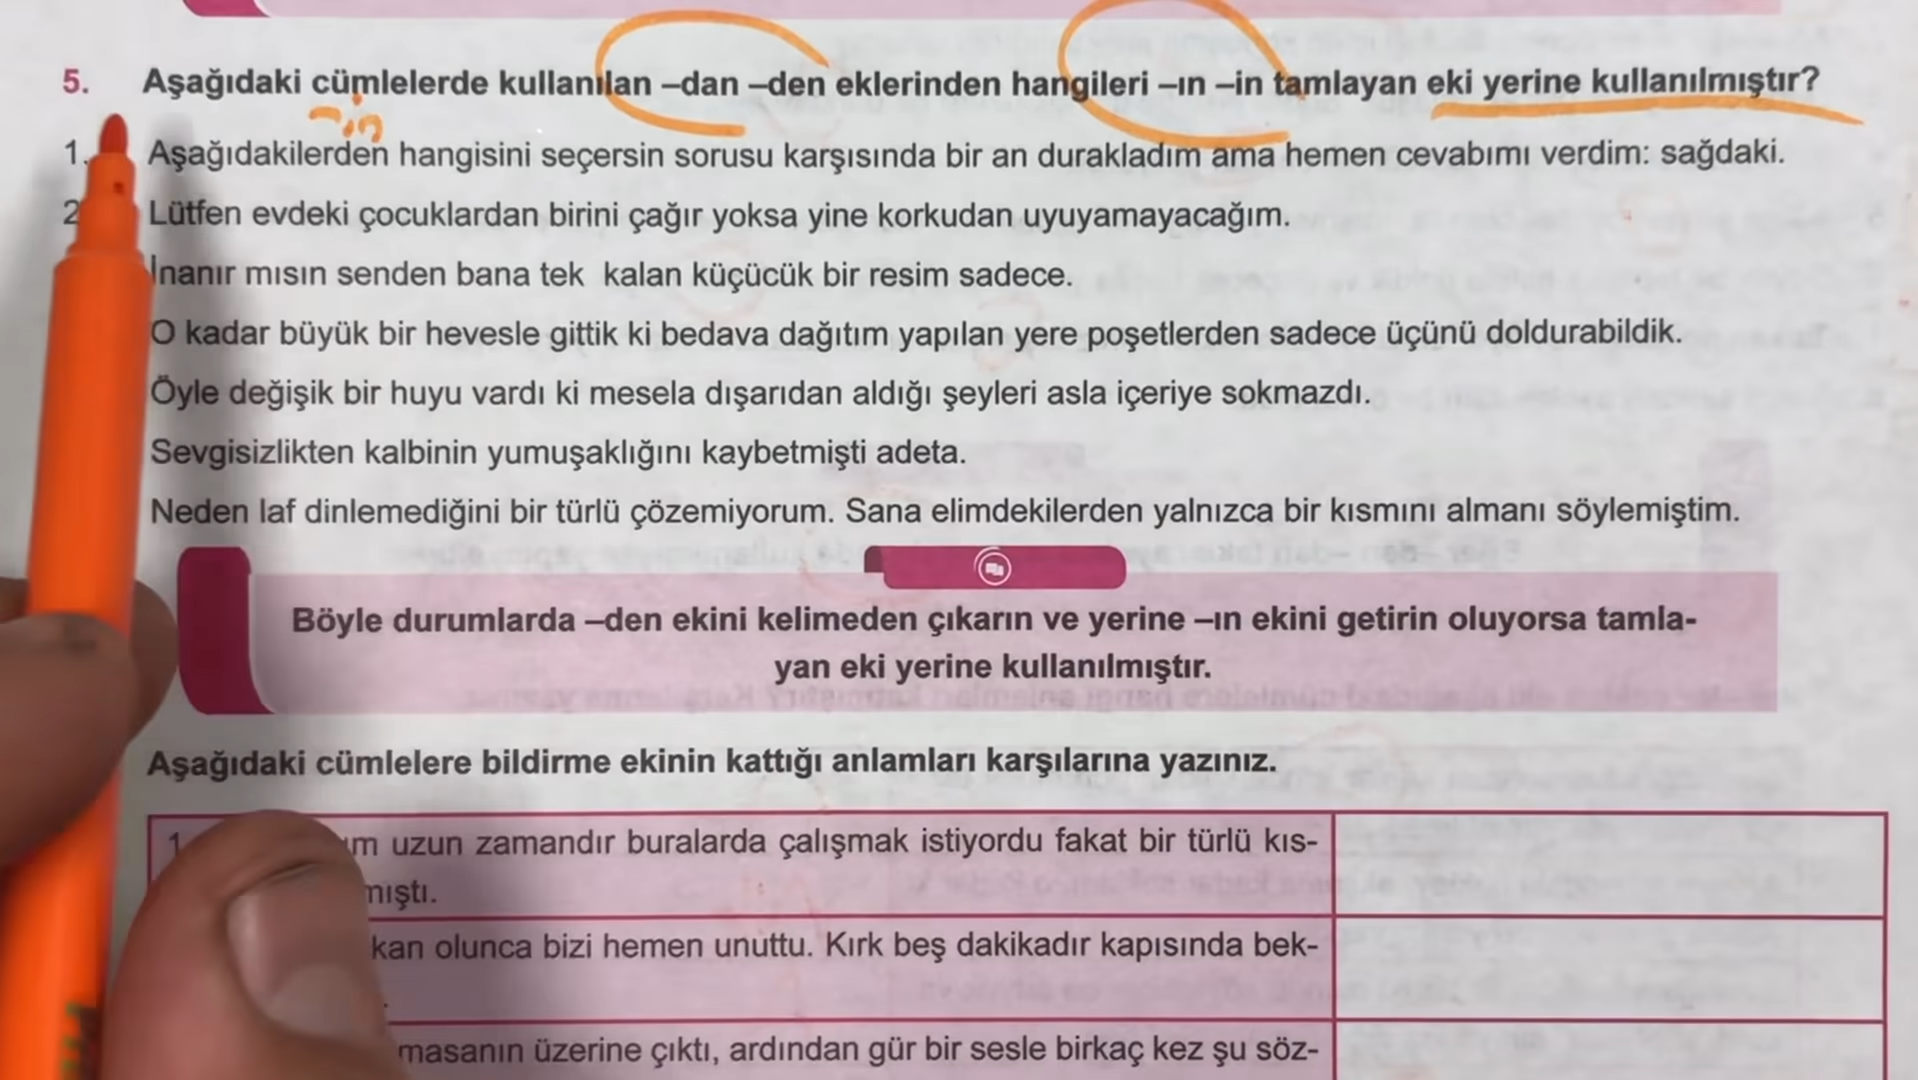 5. Aşağıdaki cümlelerde kullanılan –dan –den eklerinden hangileri –ın –in tamlayan eki yerine kullanılmıştır?
-in
1. Aşağıdakilerden hangisini seçersin sorusu karşısında bir an durakladım ama hemen cevabımı verdim: sağdaki.
2 Lütfen evdeki çocuklardan birini çağır yoksa yine korkudan uyuyamayacağım.
İnanır mısın senden bana tek kalan küçücük bir resim sadece.
O kadar büyük bir hevesle gittik ki bedava dağıtım yapılan yere poşetlerden sadece üçünü doldurabildik.
Öyle değişik bir huyu vardı ki mesela dışarıdan aldığı şeyleri asla içeriye sokmazdı.
Sevgisizlikten kalbinin yumuşaklığını kaybetmişti adeta.
Neden laf dinlemediğini bir türlü çözemiyorum. Sana elimdekilerden yalnızca bir kısmını almanı söylemiştim.
Böyle durumlarda –den ekini kelimeden çıkarın ve yerine –ın ekini getirin oluyorsa tamla-
yan eki yerine kullanılmıştır.
Aşağıdaki cümlelere bildirme ekinin kattığı anlamları karşılarına yazınız.
1 uzun zamandır buralarda çalışmak istiyordu fakat bir türlü kıs-
mıştı.
kan olunca bizi hemen unuttu. Kırk beş dakikadır kapısında bek-
masanın üzerine çıktı, ardından gür bir sesle birkaç kez şu söz-